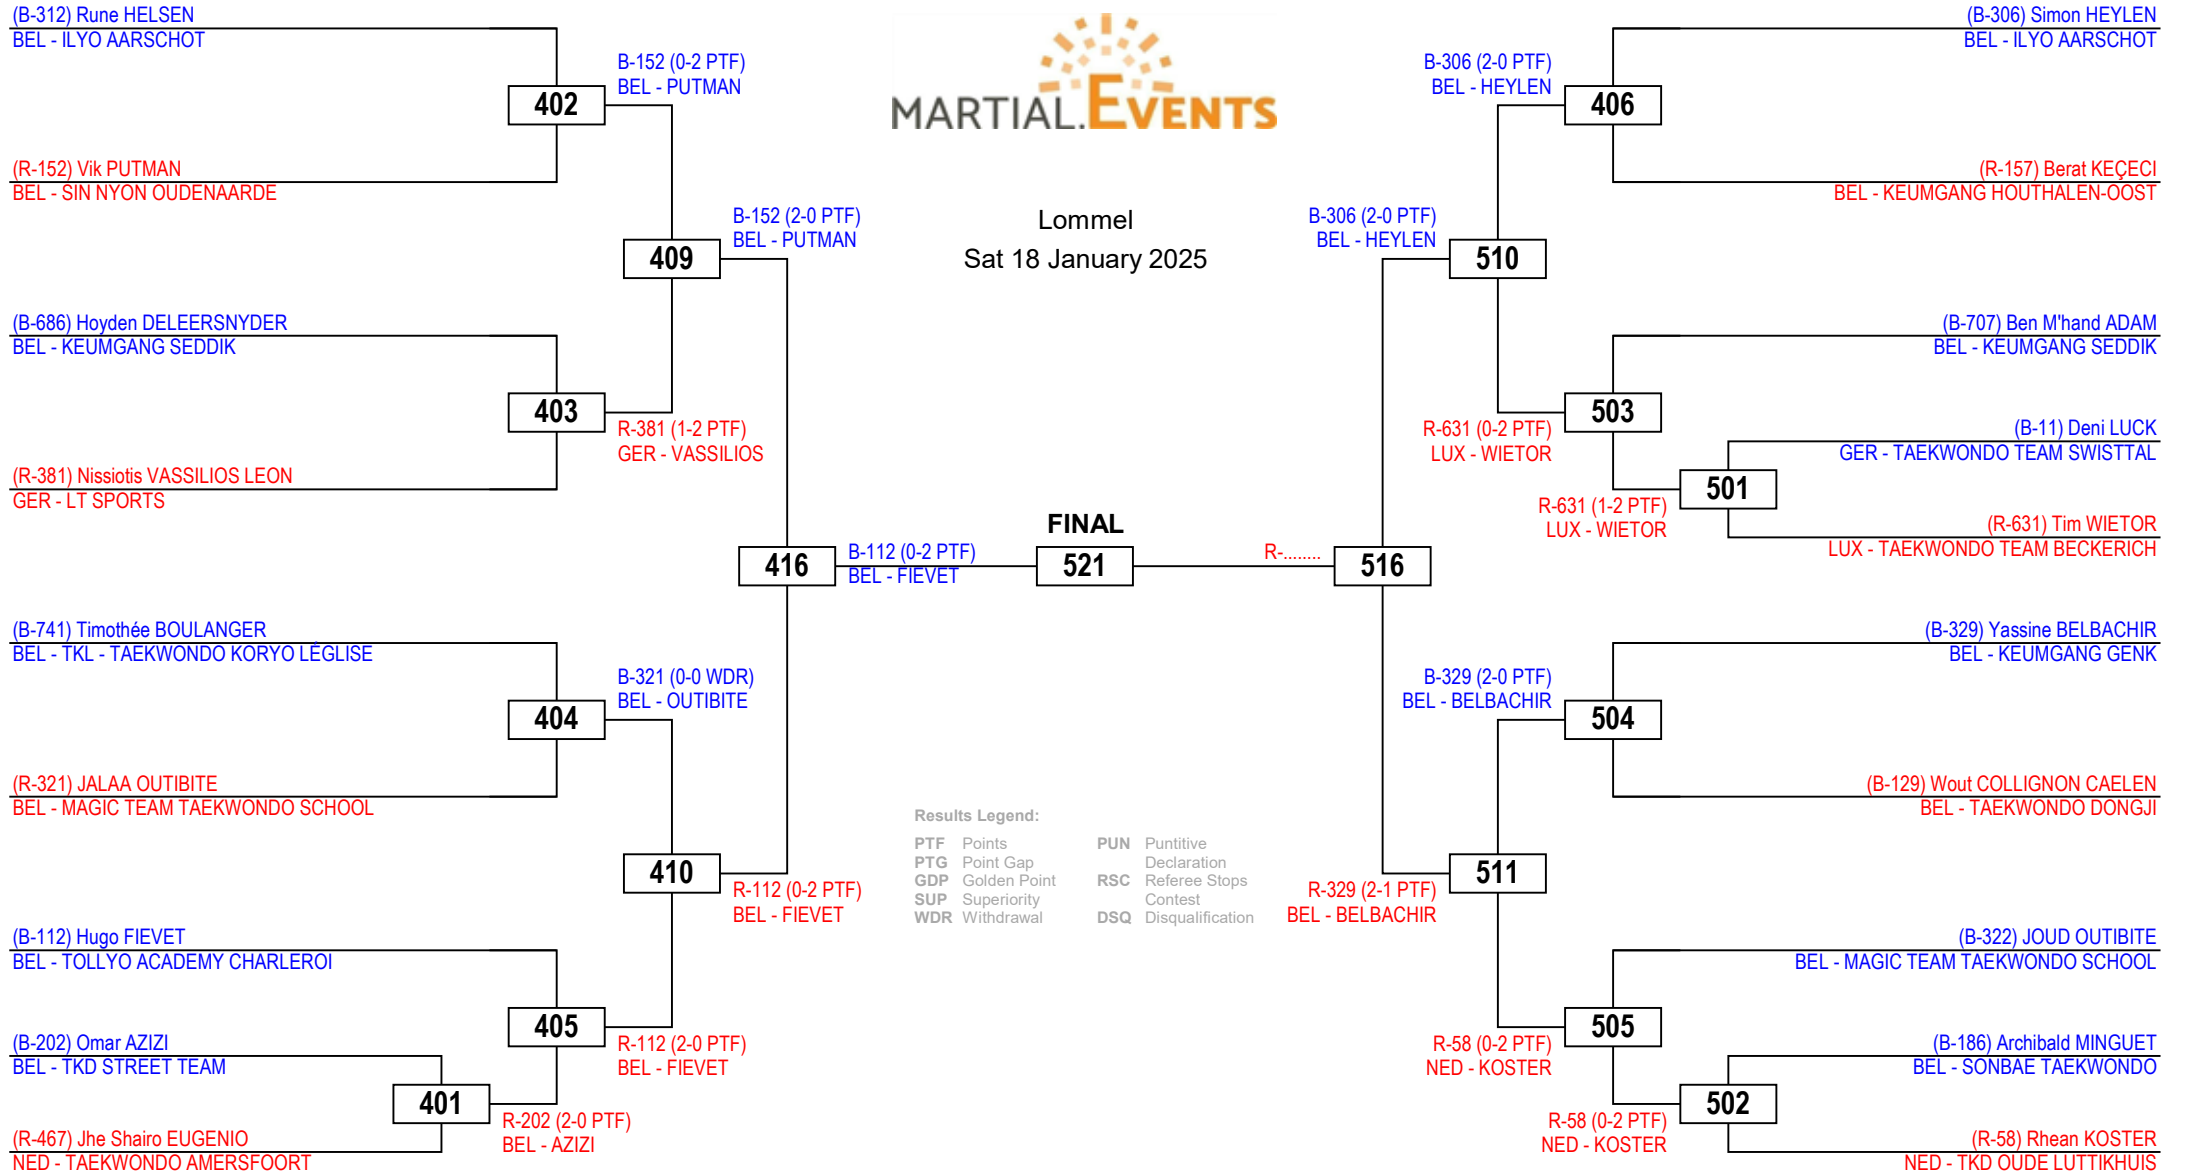 (B-312) Rune HELSEN
BEL - ILYO AARSCHOT
(R-152) Vik PUTMAN
BEL - SIN NYON OUDENAARDE
(B-686) Hoyden DELEERSNYDER
BEL - KEUMGANG SEDDIK
(R-381) Nissiotis VASSILIOS LEON
GER - LT SPORTS
(B-741) Timothée BOULANGER
BEL - TKL - TAEKWONDO KORYO LÉGLISE
(R-321) JALAA OUTIBITE
BEL - MAGIC TEAM TAEKWONDO SCHOOL
(B-112) Hugo FIEVET
BEL - TOLLYO ACADEMY CHARLEROI
(B-202) Omar AZIZI
BEL - TKD STREET TEAM
(R-467) Jhe Shairo EUGENIO
NED - TAEKWONDO AMERSFOORT
401
R-202 (2-0 PTF)
BEL - AZIZI
402
B-152 (0-2 PTF)
BEL - PUTMAN
403
R-381 (1-2 PTF)
GER - VASSILIOS
404
B-321 (0-0 WDR)
BEL - OUTIBITE
405
R-112 (2-0 PTF)
BEL - FIEVET
409
B-152 (2-0 PTF)
BEL - PUTMAN
410
R-112 (0-2 PTF)
BEL - FIEVET
416
B-112 (0-2 PTF)
BEL - FIEVET
MARTIAL.EVENTS
Lommel
Sat 18 January 2025
FINAL
521
R-........
516
Results Legend:
PTF Points
PTG Point Gap
GDP Golden Point
SUP Superiority
WDR Withdrawal
PUN Puntitive
Declaration
RSC Referee Stops
Contest
DSQ Disqualification
B-306 (2-0 PTF)
BEL - HEYLEN
510
R-329 (2-1 PTF)
BEL - BELBACHIR
511
B-306 (2-0 PTF)
BEL - HEYLEN
406
R-631 (0-2 PTF)
LUX - WIETOR
503
R-631 (1-2 PTF)
LUX - WIETOR
501
B-329 (2-0 PTF)
BEL - BELBACHIR
504
R-58 (0-2 PTF)
NED - KOSTER
505
R-58 (0-2 PTF)
NED - KOSTER
502
(B-306) Simon HEYLEN
BEL - ILYO AARSCHOT
(R-157) Berat KEÇECI
BEL - KEUMGANG HOUTHALEN-OOST
(B-707) Ben M'hand ADAM
BEL - KEUMGANG SEDDIK
(B-11) Deni LUCK
GER - TAEKWONDO TEAM SWISTTAL
(R-631) Tim WIETOR
LUX - TAEKWONDO TEAM BECKERICH
(B-329) Yassine BELBACHIR
BEL - KEUMGANG GENK
(B-129) Wout COLLIGNON CAELEN
BEL - TAEKWONDO DONGJI
(B-322) JOUD OUTIBITE
BEL - MAGIC TEAM TAEKWONDO SCHOOL
(B-186) Archibald MINGUET
BEL - SONBAE TAEKWONDO
(R-58) Rhean KOSTER
NED - TKD OUDE LUTTIKHUIS